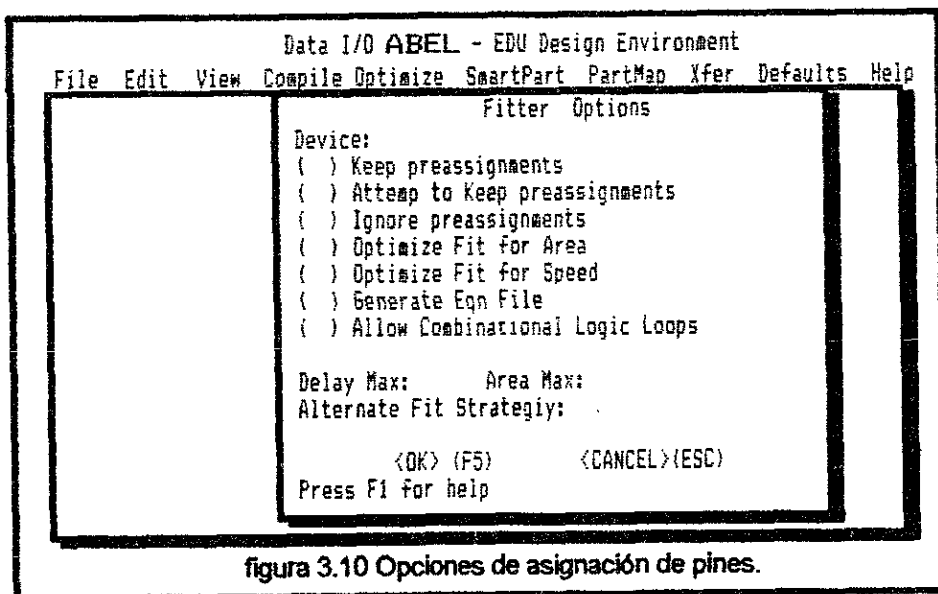 Data I/O ABEL - EDU Design Environment
File Edit View Compile Optimize SmartPart PartMap Xfer Defaults Help
Fitter Options
Device:
( ) Keep preassignments
( ) Attemp to Keep preassignments
( ) Ignore preassignments
( ) Optimize Fit for Area
( ) Optimize Fit for Speed
( ) Generate Eqn File
( ) Allow Combinational Logic Loops
Delay Max: Area Max:
Alternate Fit Strategiy:
<OK> (F5) <CANCEL>(ESC)
Press F1 for help
figura 3.10 Opciones de asignación de pines.